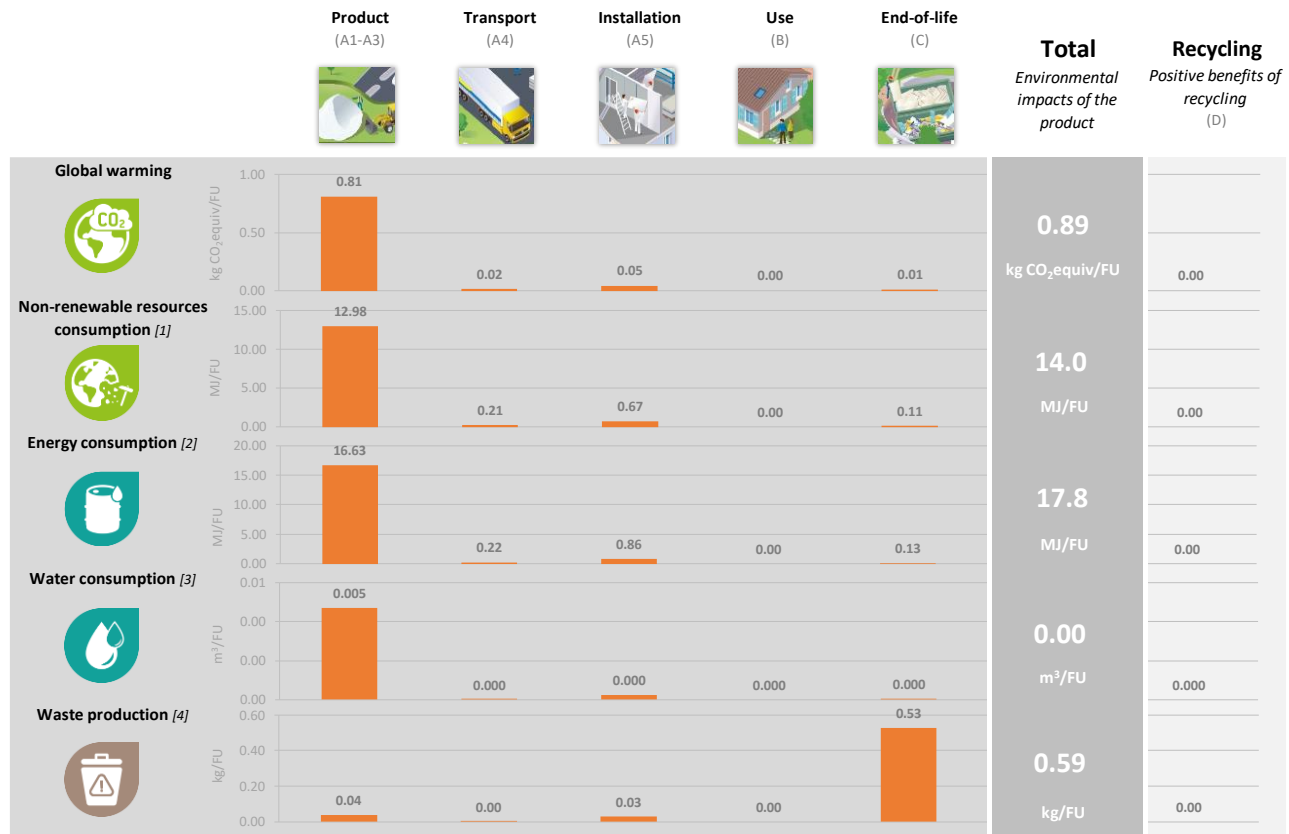 Product
(A1-A3)
Transport
(A4)
Installation
(A5)
Use
(B)
End-of-life
(C)
Total
Environmental
impacts of the
product
Recycling
Positive benefits of
recycling
(D)
Global warming
CO₂
kg CO₂equiv/FU
1.00
0.50
0.00
0.81
0.02
0.05
0.00
0.01
0.89
kg CO₂equiv/FU
0.00
Non-renewable resources
consumption [1]
MJ/FU
15.00
10.00
5.00
0.00
12.98
0.21
0.67
0.00
0.11
14.0
MJ/FU
0.00
Energy consumption [2]
MJ/FU
20.00
15.00
10.00
5.00
0.00
16.63
0.22
0.86
0.00
0.13
17.8
MJ/FU
0.00
Water consumption [3]
m³/FU
0.01
0.00
0.00
0.00
0.005
0.000
0.000
0.000
0.000
0.00
m³/FU
0.000
Waste production [4]
kg/FU
0.60
0.40
0.20
0.00
0.04
0.00
0.03
0.00
0.53
0.59
kg/FU
0.00